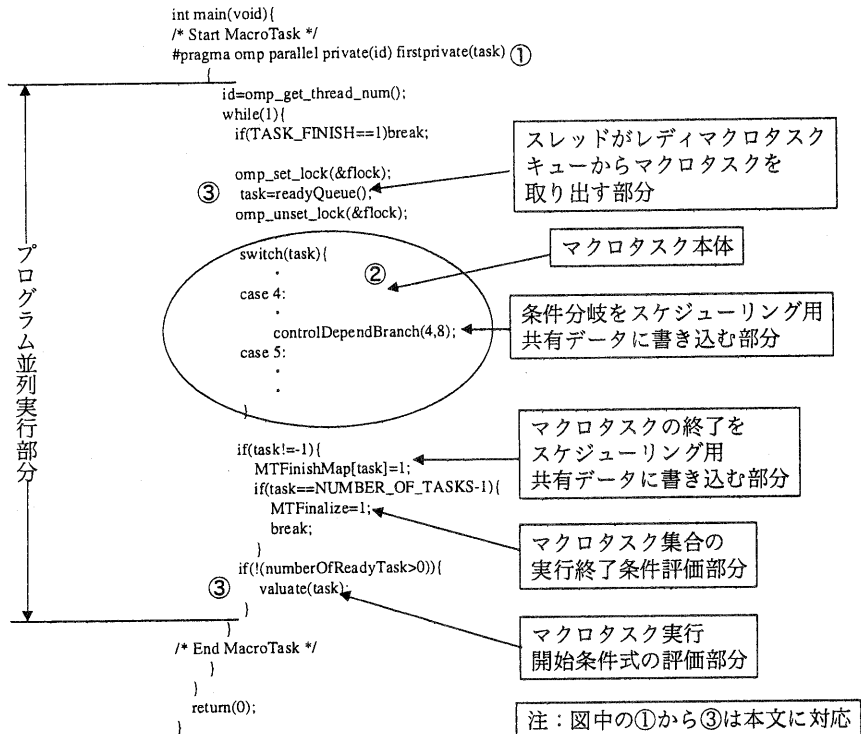 int main(void){
/* Start MacroTask */
#pragma omp parallel private(id) firstprivate(task) ①
{
id=omp_get_thread_num();
while(1){
if(TASK_FINISH==1)break;
omp_set_lock(&flock);
③ task=readyQueue();
omp_unset_lock(&flock);
スレッドがレディマクロタスク
キューからマクロタスクを
取り出す部分
switch(task){
・
②
マクロタスク本体
case 4:
・
controlDependBranch(4,8);
条件分岐をスケジューリング用
共有データに書き込む部分
case 5:
・
・
}
プログラム並列実行部分
if(task!=-1){
MTFinishMap[task]=1;
マクロタスクの終了を
スケジューリング用
共有データに書き込む部分
if(task==NUMBER_OF_TASKS-1){
MTFinalize=1;
break;
}
マクロタスク集合の
実行終了条件評価部分
if(!(numberOfReadyTask>0)){
③ valuate(task);
}
マクロタスク実行
開始条件式の評価部分
}
/* End MacroTask */
}
}
return(0);
}
注：図中の①から③は本文に対応